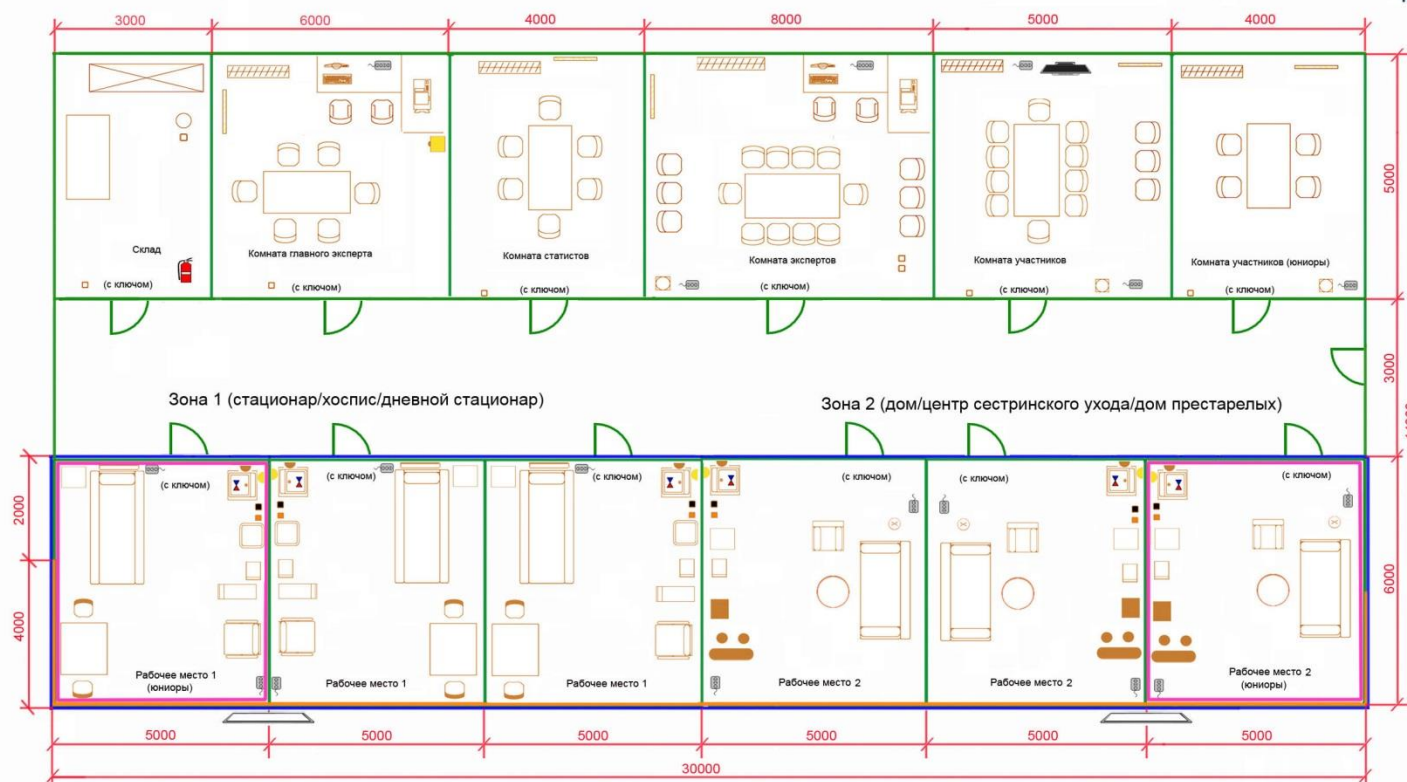 3000
6000
4000
8000
5000
4000
Склад
Комната главного эксперта
Комната статистов
Комната экспертов
Комната участников
Комната участников (юниоры)
(с ключом)
(с ключом)
(с ключом)
(с ключом)
(с ключом)
(с ключом)
5000
3000
Зона 1 (стационар/хоспис/дневной стационар)
Зона 2 (дом/центр сестринского ухода/дом престарелых)
(с ключом)
(с ключом)
(с ключом)
(с ключом)
(с ключом)
(с ключом)
2000
4000
6000
Рабочее место 1
(юниоры)
Рабочее место 1
Рабочее место 1
Рабочее место 2
Рабочее место 2
Рабочее место 2
(юниоры)
5000
5000
5000
5000
5000
5000
30000